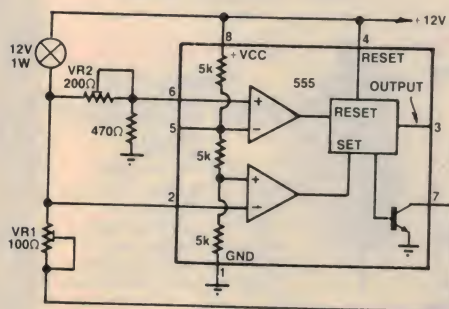 + 12V
12V
1W
8
+ VCC
4
RESET
VR2
200Ω
5k
555
OUTPUT
6
+
RESET
3
470Ω
5
−
SET
5k
2
+
−
7
VR1
100Ω
5k
GND
1